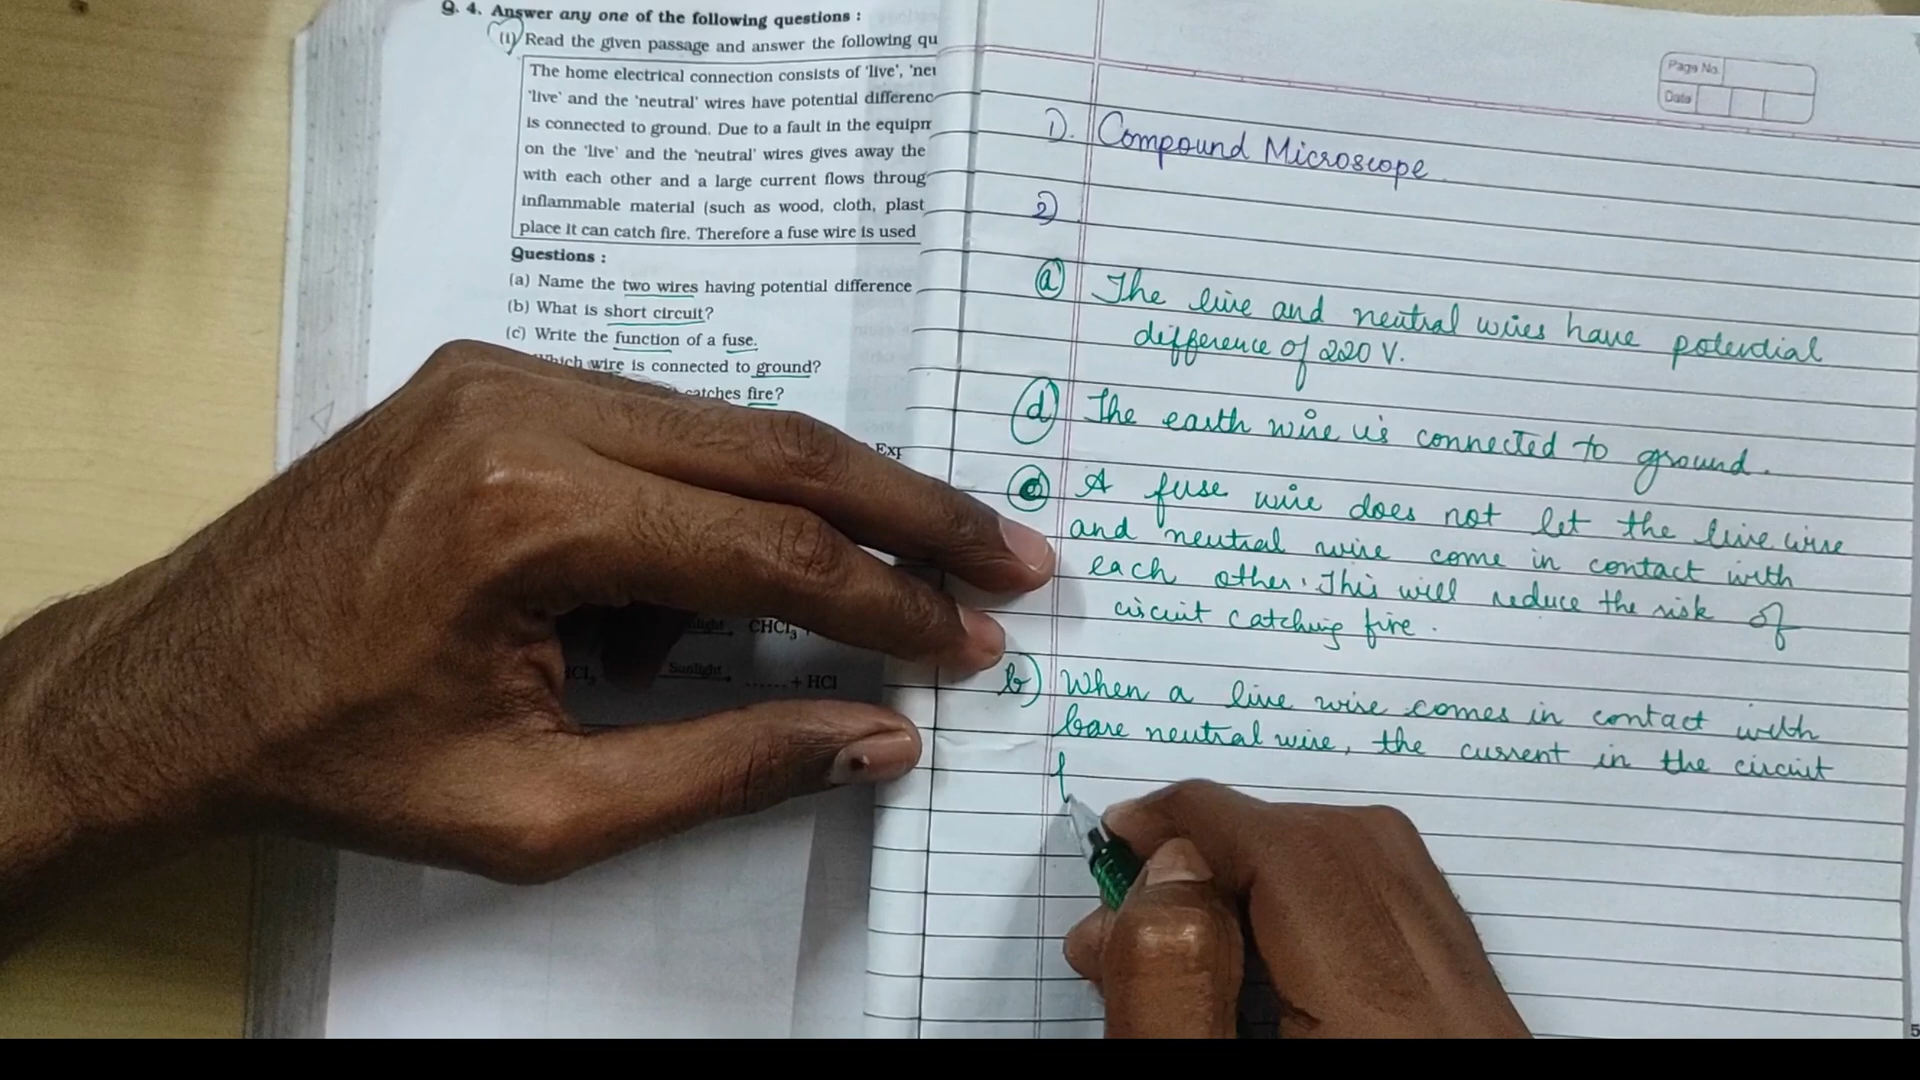 Q. 4. Answer any one of the following questions :
(1) Read the given passage and answer the following qu
The home electrical connection consists of 'live', 'neu
'live' and the 'neutral' wires have potential differenc
is connected to ground. Due to a fault in the equipm
on the 'live' and the 'neutral' wires gives away the
with each other and a large current flows throug
inflammable material (such as wood, cloth, plast
place it can catch fire. Therefore a fuse wire is used
Questions :
(a) Name the two wires having potential difference
(b) What is short circuit?
(c) Write the function of a fuse.
Which wire is connected to ground?
catches fire?
Exp
Sunlight CHCl3 +
Sunlight ...... + HCl
Page No.
Date
1). Compound Microscope
2)
(a) The live and neutral wires have potential
difference of 220 V.
(d) The earth wire is connected to ground.
(c) A fuse wire does not let the live wire
and neutral wire come in contact with
each other. This will reduce the risk of
circuit catching fire.
b) When a live wire comes in contact with
bare neutral wire, the current in the circuit
5